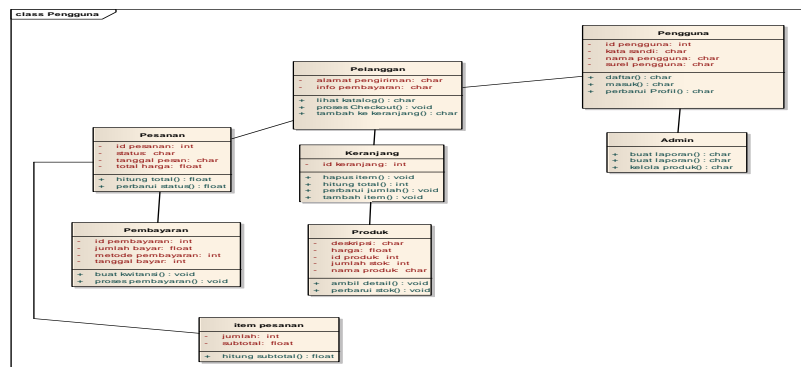 class Pengguna
Pengguna
- id pengguna: int
- kata sandi: char
- nama pengguna: char
- surel pengguna: char
+ daftar() : char
+ masuk() : char
+ perbarui Profil() : char
Pelanggan
- alamat pengiriman: char
- info pembayaran: char
+ lihat katalog() : char
+ proses Checkout() : void
+ tambah ke keranjang() : char
Pesanan
- id pesanan: int
- status: char
- tanggal pesan: char
- total harga: float
+ hitung total() : float
+ perbarui status() : float
Admin
+ buat laporan() : char
+ buat laporan() : char
+ kelola produk() : char
Keranjang
- id keranjang: int
+ hapus item() : void
+ hitung total() : int
+ perbarui jumlah() : void
+ tambah item() : void
Pembayaran
- id pembayaran: int
- jumlah bayar: float
- metode pembayaran: int
- tanggal bayar: int
+ buat kwitansi() : void
+ proses pembayaran() : void
Produk
- deskripsi: char
- harga: float
- id produk: int
- jumlah stok: int
- nama produk: char
+ ambil detail() : void
+ perbarui stok() : void
item pesanan
- jumlah: int
- subtotal: float
+ hitung subtotal() : float